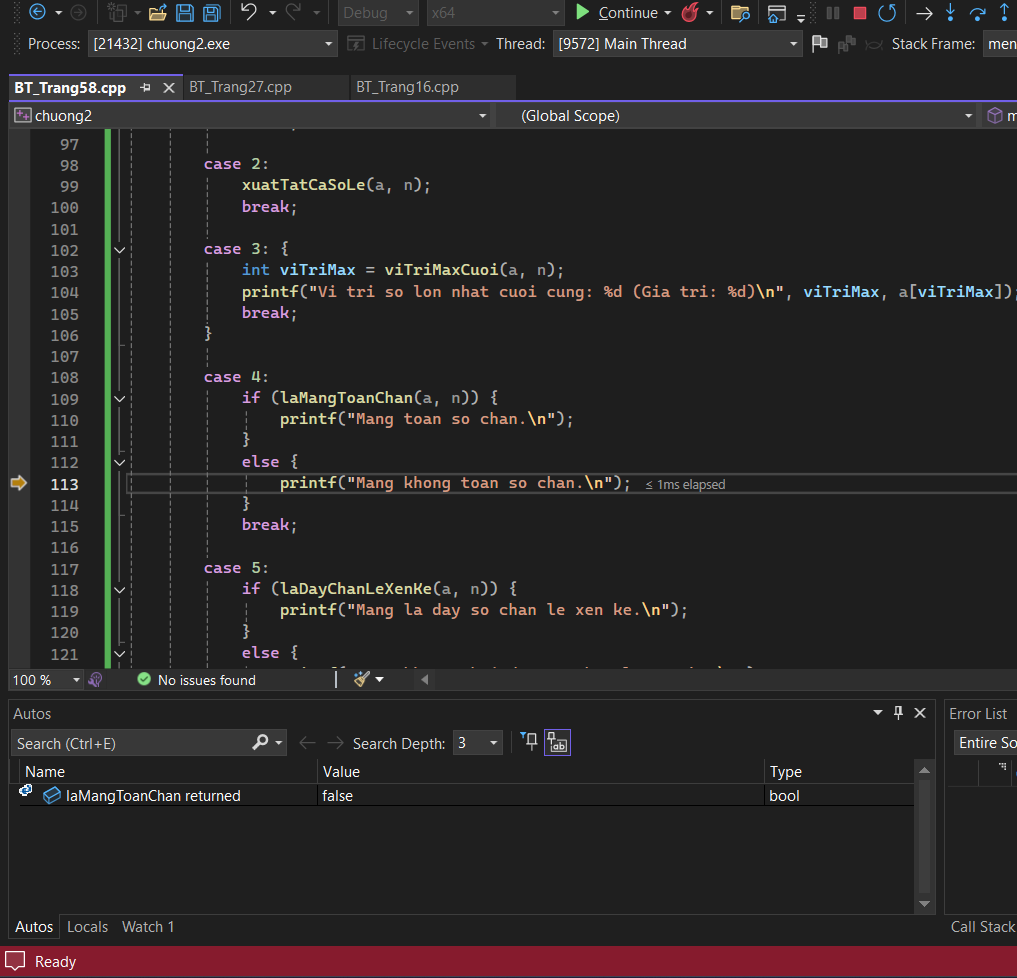 Debug x64 Continue
Process: [21432] chuong2.exe Lifecycle Events Thread: [9572] Main Thread Stack Frame: men
BT_Trang58.cpp BT_Trang27.cpp BT_Trang16.cpp
chuong2 (Global Scope) m
97
98 case 2:
99 xuatTatCaSoLe(a, n);
100 break;
101
102 case 3: {
103 int viTriMax = viTriMaxCuoi(a, n);
104 printf("Vi tri so lon nhat cuoi cung: %d (Gia tri: %d)\n", viTriMax, a[viTriMax]);
105 break;
106 }
107
108 case 4:
109 if (laMangToanChan(a, n)) {
110 printf("Mang toan so chan.\n");
111 }
112 else {
113 printf("Mang khong toan so chan.\n"); ≤ 1ms elapsed
114 }
115 break;
116
117 case 5:
118 if (laDayChanLeXenKe(a, n)) {
119 printf("Mang la day so chan le xen ke.\n");
120 }
121 else {
100 % No issues found
Autos Error List
Search (Ctrl+E) Search Depth: 3 Entire So
Name Value Type
laMangToanChan returned false bool
Autos Locals Watch 1 Call Stack
Ready